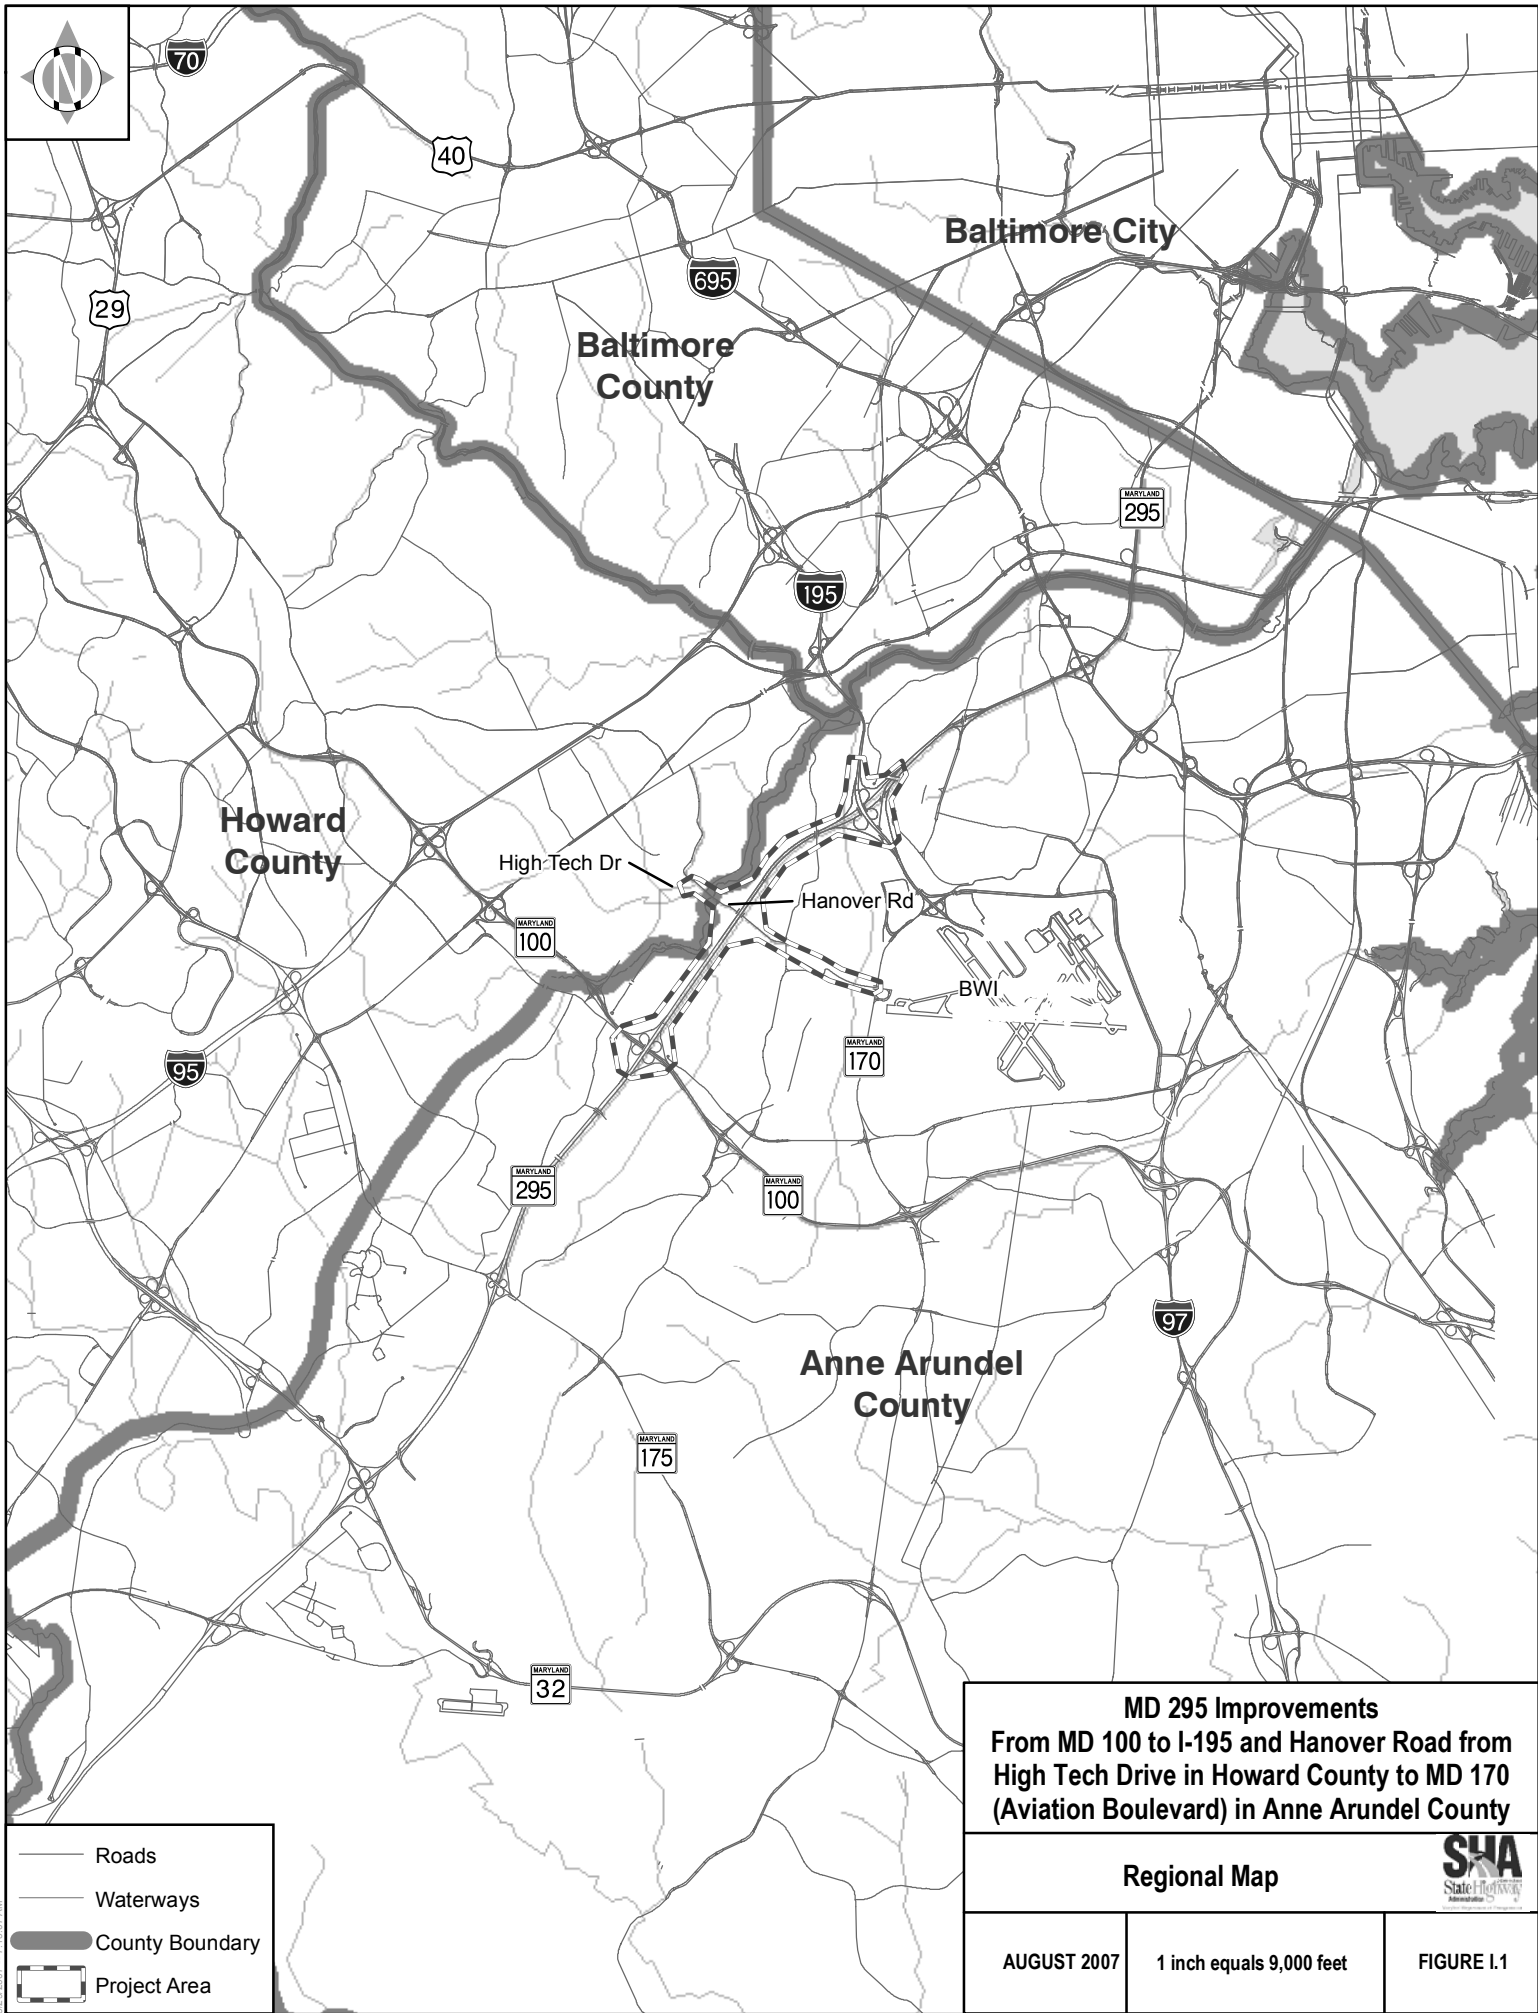 N
70
40
Baltimore City
695
29
Baltimore
County
MARYLAND
295
195
Howard
County
High Tech Dr
Hanover Rd
MARYLAND
100
BWI
MARYLAND
170
95
MARYLAND
295
MARYLAND
100
97
Anne Arundel
County
MARYLAND
175
MARYLAND
32
MD 295 Improvements
From MD 100 to I-195 and Hanover Road from
High Tech Drive in Howard County to MD 170
(Aviation Boulevard) in Anne Arundel County
Regional Map
SHA
State Highway
Administration
AUGUST 2007
1 inch equals 9,000 feet
FIGURE I.1
Roads
Waterways
County Boundary
Project Area